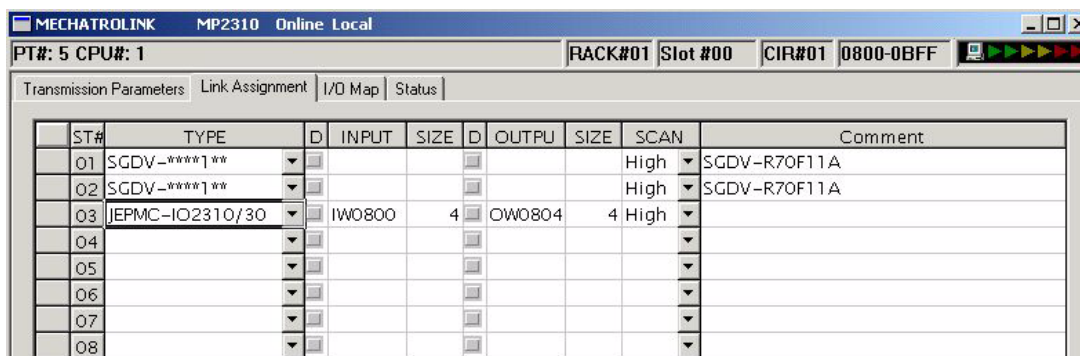 MECHATROLINK MP2310 Online Local
PT#: 5 CPU#: 1 RACK#01 Slot #00 CIR#01 0800-0BFF
Transmission Parameters Link Assignment I/O Map Status
ST# TYPE D INPUT SIZE D OUTPU SIZE SCAN Comment
01 SGDV-****1** High SGDV-R70F11A
02 SGDV-****1** High SGDV-R70F11A
03 JEPMC-IO2310/30 IW0800 4 OW0804 4 High
04
05
06
07
08